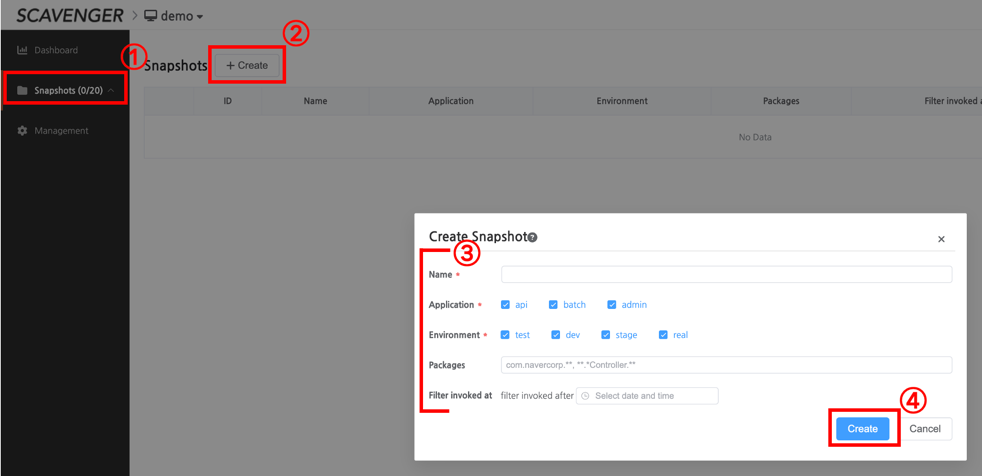 SCAVENGER > demo
Dashboard
①
②
Snapshots + Create
Snapshots (0/20)
ID Name Application Environment Packages Filter invoked a
Management
No Data
Create Snapshot ?
③
Name *
Application * api batch admin
Environment * test dev stage real
Packages com.navercorp.**, **.*Controller.**
Filter invoked at filter invoked after Select date and time
④
Create Cancel